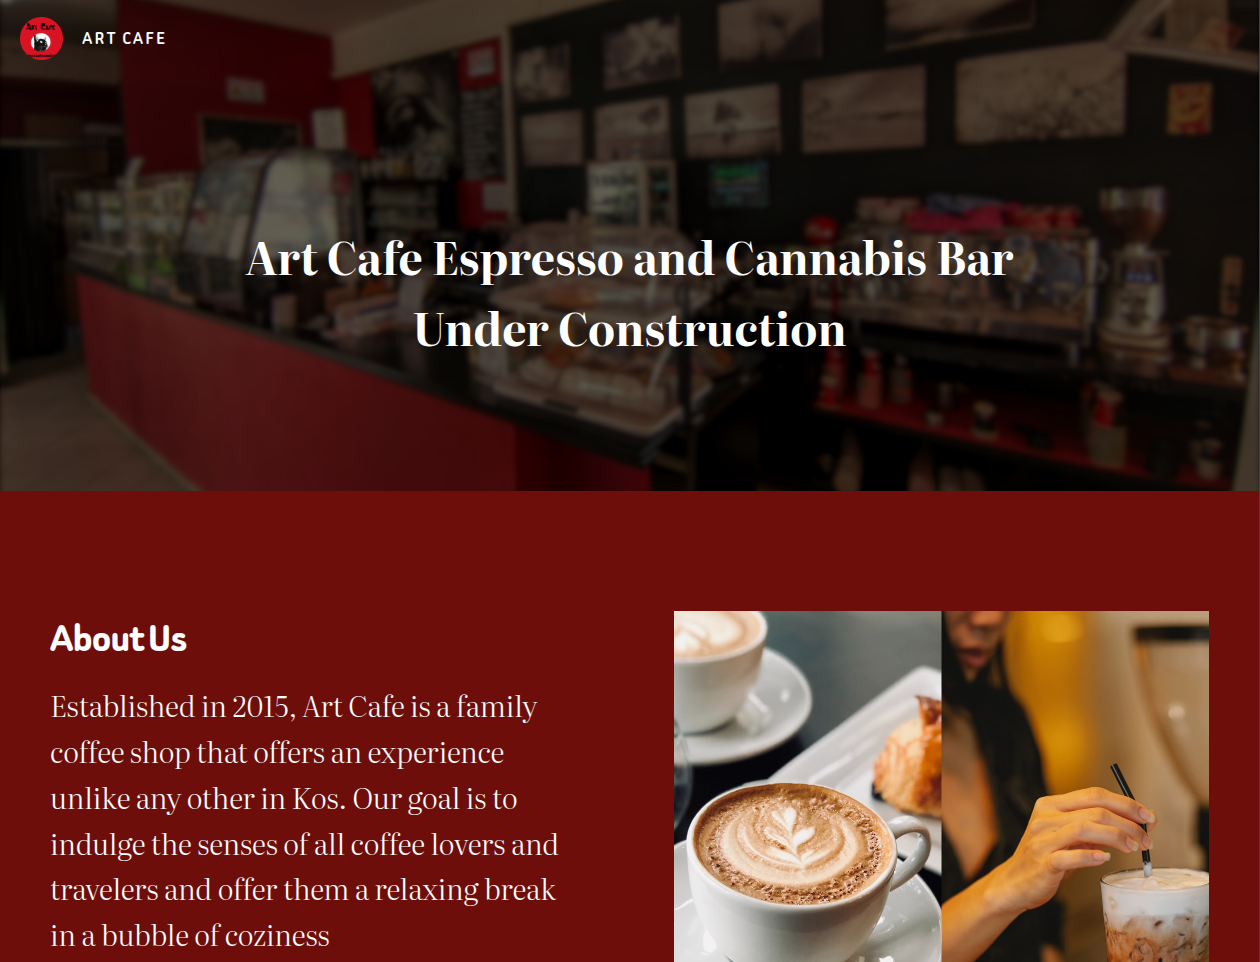 Art Cafe
ART CAFE
Art Cafe Espresso and Cannabis Bar
Under Construction
About Us
Established in 2015, Art Cafe is a family
coffee shop that offers an experience
unlike any other in Kos. Our goal is to
indulge the senses of all coffee lovers and
travelers and offer them a relaxing break
in a bubble of coziness